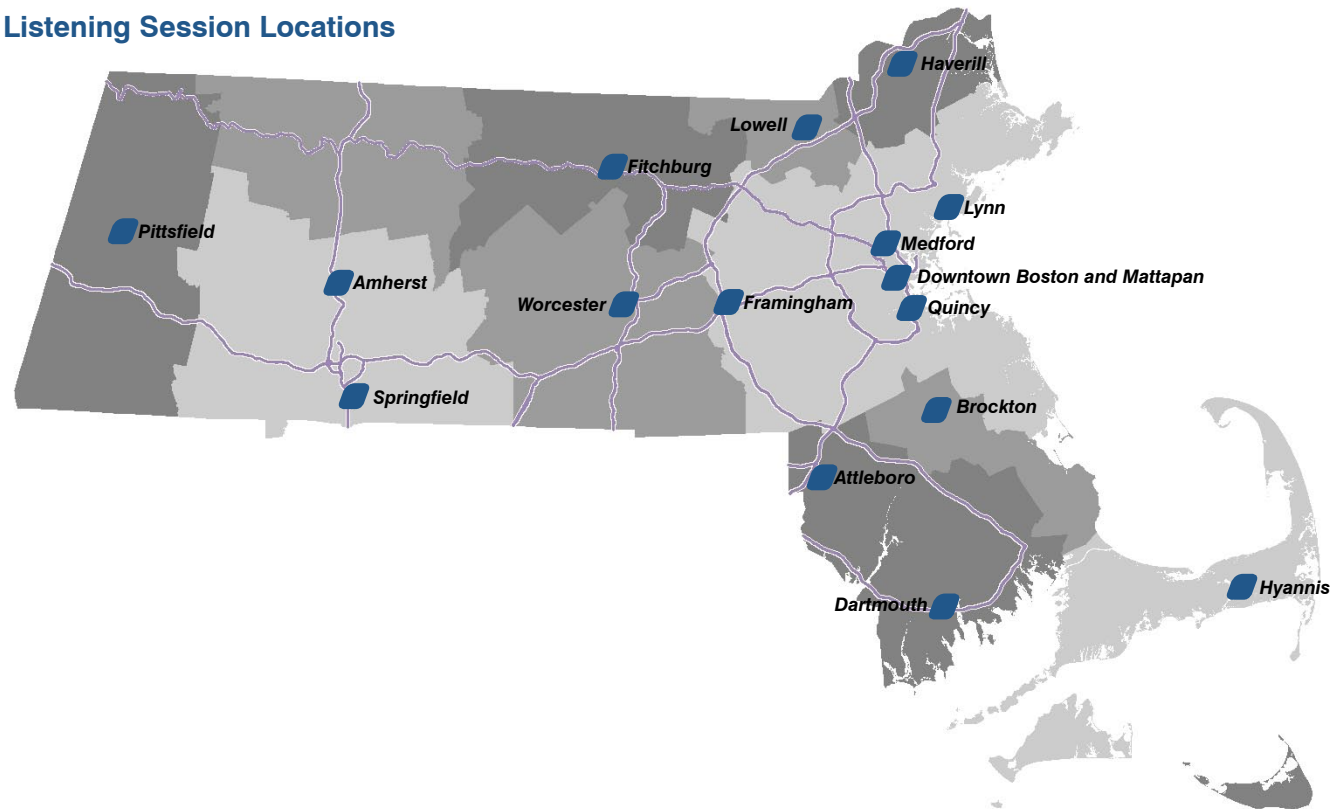 Listening Session Locations
Haverill
Lowell
Fitchburg
Lynn
Pittsfield
Medford
Amherst
Downtown Boston and Mattapan
Worcester
Framingham
Quincy
Springfield
Brockton
Attleboro
Hyannis
Dartmouth